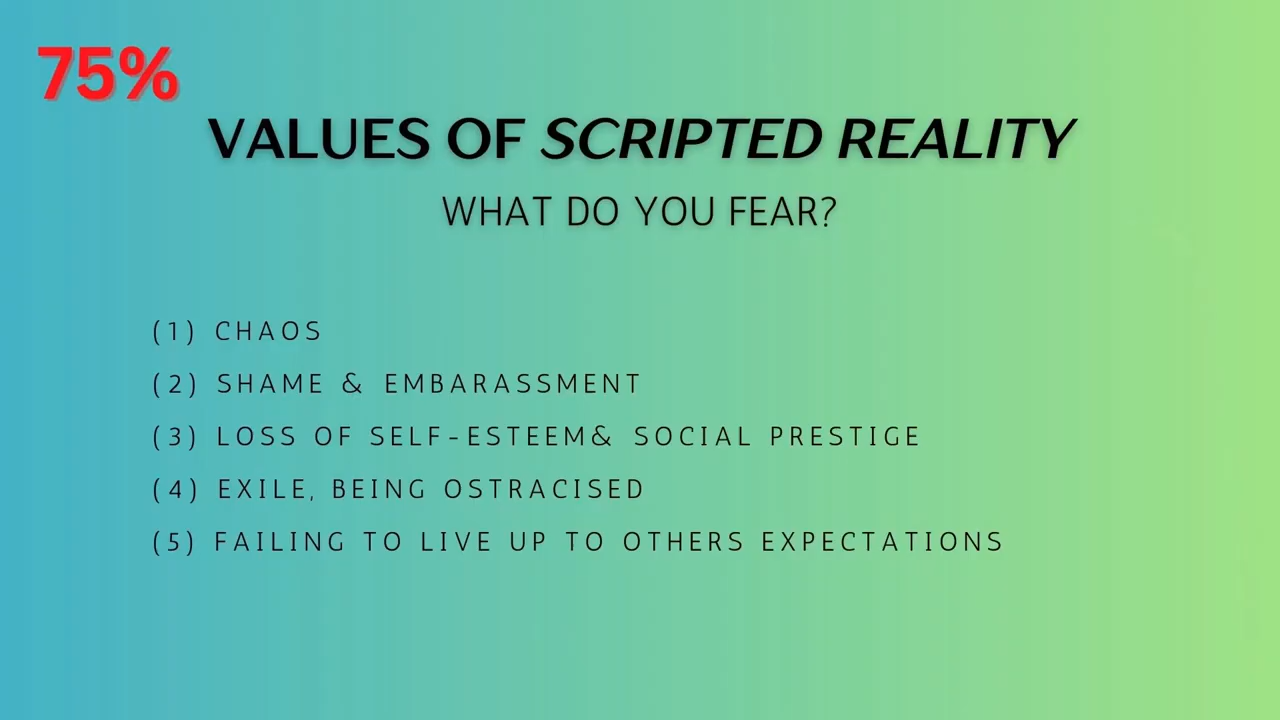 75%
VALUES OF SCRIPTED REALITY
WHAT DO YOU FEAR?
(1) CHAOS
(2) SHAME & EMBARASSMENT
(3) LOSS OF SELF-ESTEEM& SOCIAL PRESTIGE
(4) EXILE, BEING OSTRACISED
(5) FAILING TO LIVE UP TO OTHERS EXPECTATIONS